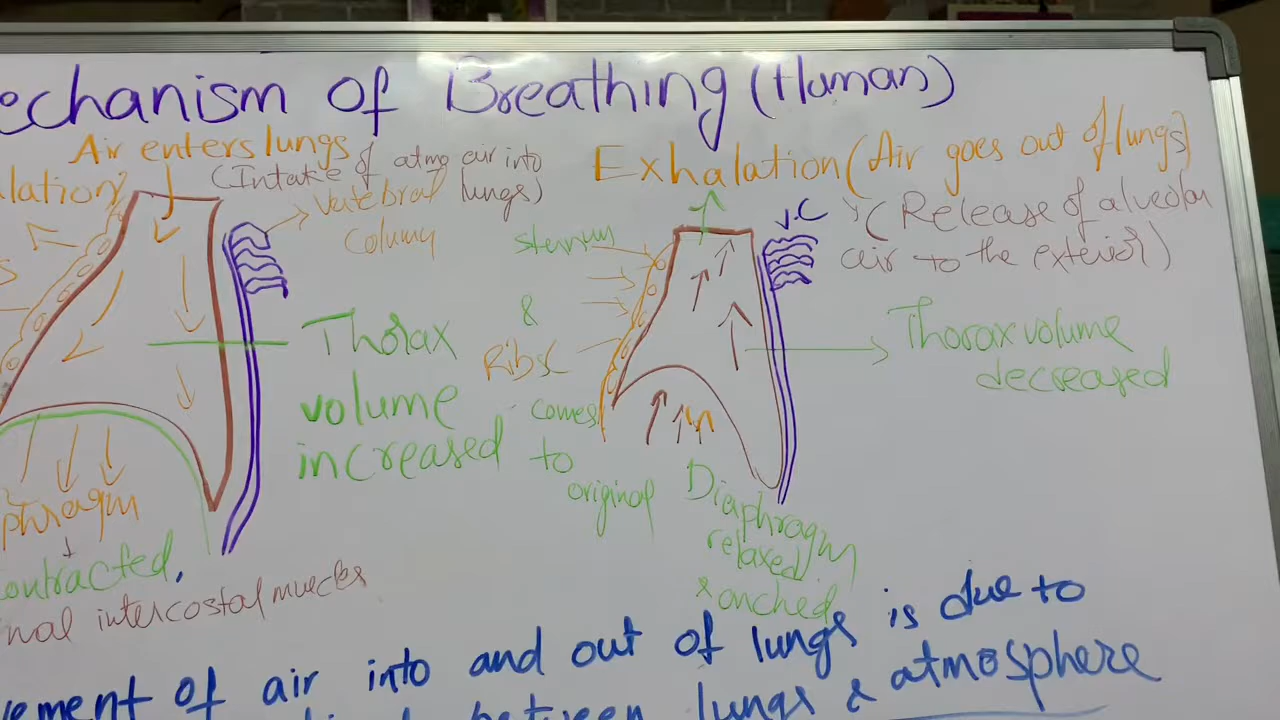 echanism of Breathing (Human)
Air enters lungs
(Intake of atmo air into
lungs)
Vertebral
column
Thorax
volume
increased
phragm
ontracted,
nal intercostal muscles
Exhalation (Air goes out of lungs)
(Release of alveolar
air to the exterior)
V.C
sternum
&
Ribs
comes
to
original
Thorax volume
decreased
Diaphragm
relaxed
& arched
ement of air into and out of lungs is due to
between lungs & atmosphere